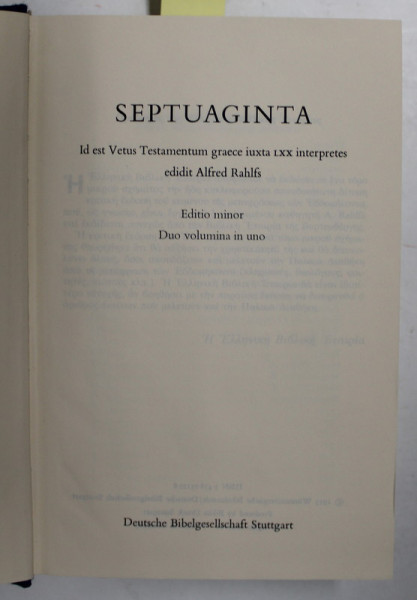 SEPTUAGINTA
Id est Vetus Testamentum graece iuxta LXX interpretes
edidit Alfred Rahlfs
Editio minor
Duo volumina in uno
Deutsche Bibelgesellschaft Stuttgart